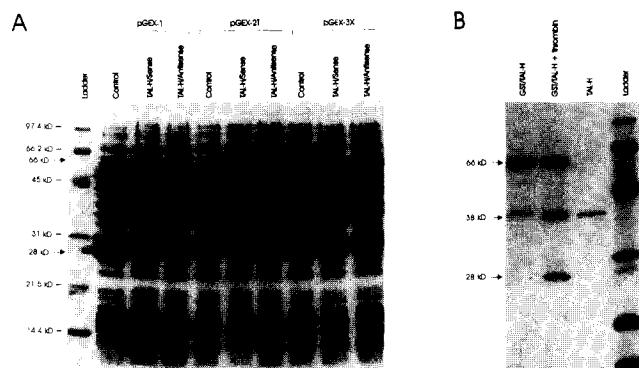 A
pGEX-1
pGEX-2T
pGEX-3X
Ladder
Control
TAL-H/Sense
TAL-H/Antisense
Control
TAL-H/Sense
TAL-H/Antisense
Control
TAL-H/Sense
TAL-H/Antisense
97.4 kD
66.2 kD
66 kD
45 kD
31 kD
28 kD
21.5 kD
14.4 kD
B
GST/TAL-H
GST/TAL-H + thrombin
TAL-H
Ladder
66 kD
38 kD
28 kD